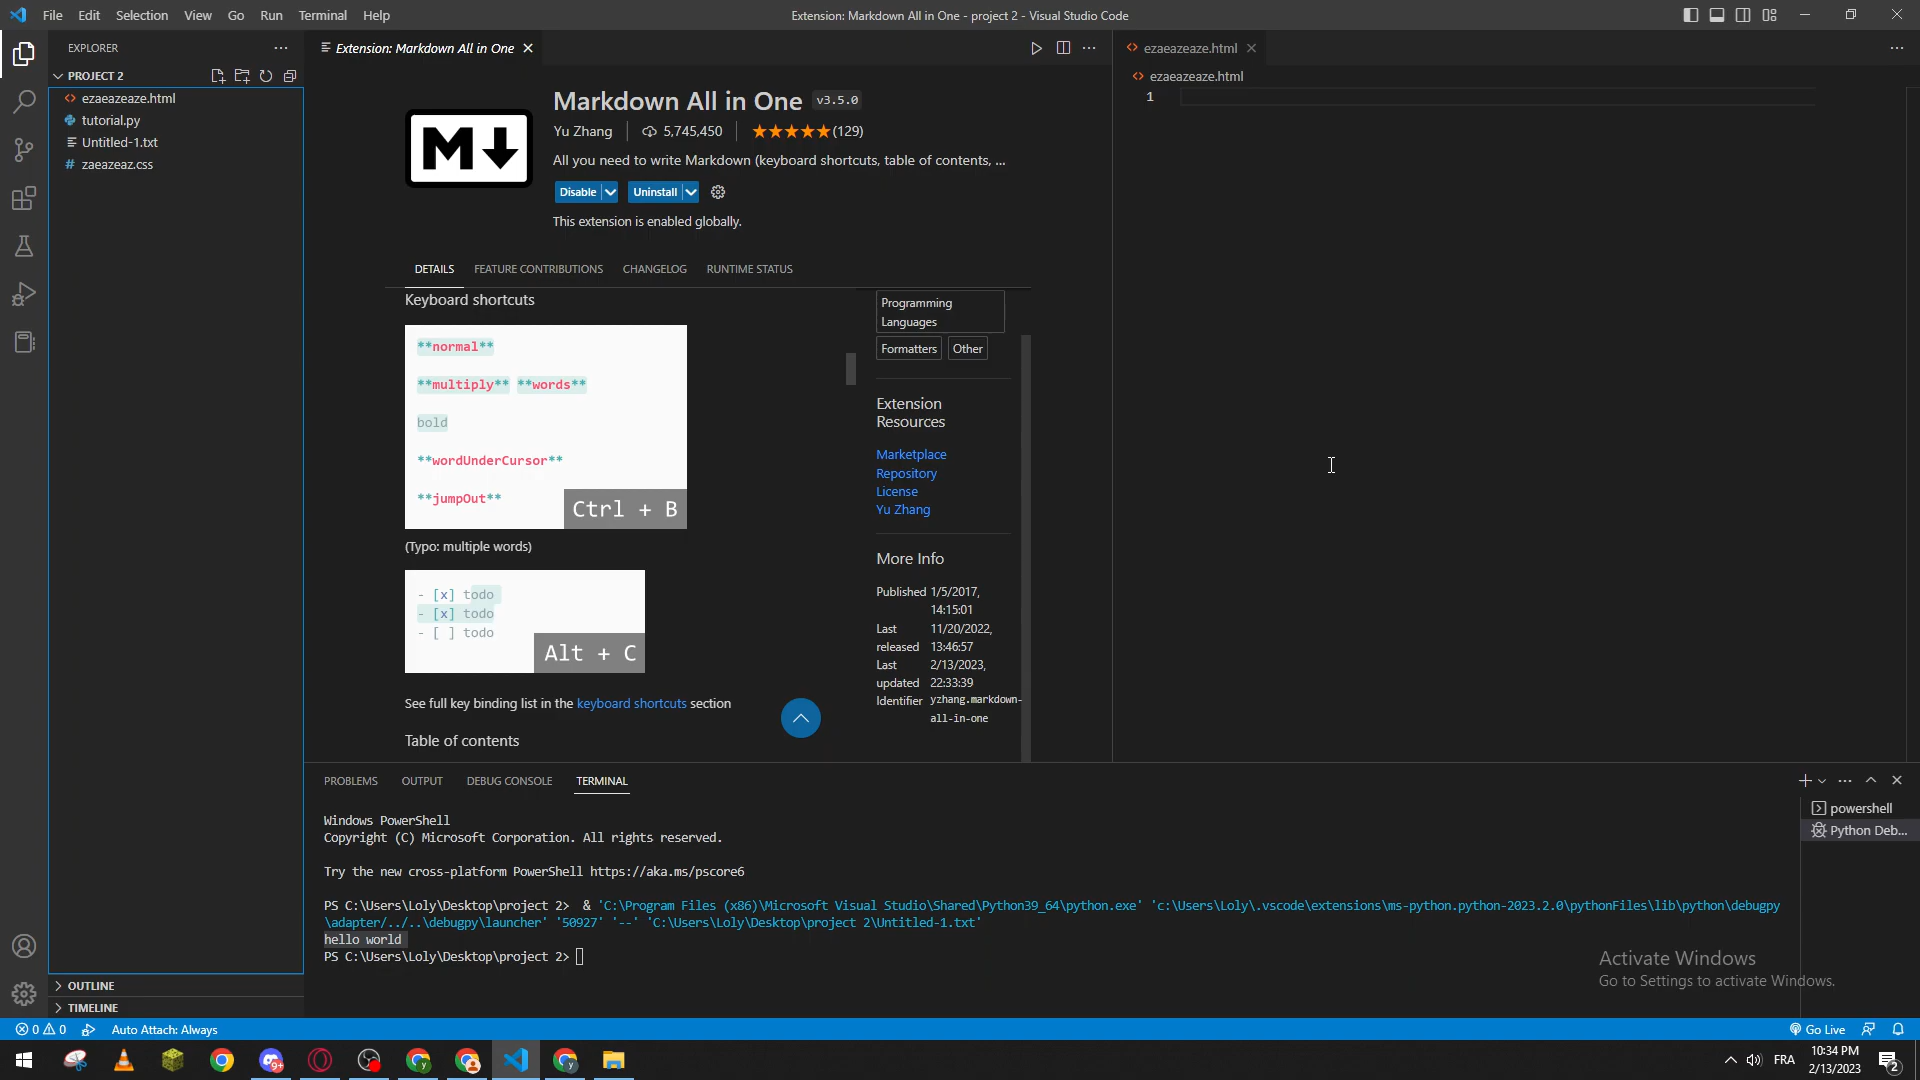 File Edit Selection View Go Run Terminal Help
Extension: Markdown All in One - project 2 - Visual Studio Code
EXPLORER
PROJECT 2
ezaeazeaze.html
tutorial.py
Untitled-1.txt
zaeazeaz.css
OUTLINE
TIMELINE
Extension: Markdown All in One
Markdown All in One v3.5.0
Yu Zhang 5,745,450 ★★★★★(129)
All you need to write Markdown (keyboard shortcuts, table of contents, ...
Disable Uninstall
This extension is enabled globally.
DETAILS FEATURE CONTRIBUTIONS CHANGELOG RUNTIME STATUS
Keyboard shortcuts
**normal**
**multiply** **words**
bold
**wordUnderCursor**
**jumpOut**
Ctrl + B
(Typo: multiple words)
- [x] todo
- [x] todo
- [ ] todo
Alt + C
See full key binding list in the keyboard shortcuts section
Table of contents
Programming
Languages
Formatters Other
Extension
Resources
Marketplace
Repository
License
Yu Zhang
More Info
Published 1/5/2017,
14:15:01
Last 11/20/2022,
released 13:46:57
Last 2/13/2023,
updated 22:33:39
Identifier yzhang.markdown-
all-in-one
ezaeazeaze.html
ezaeazeaze.html
1
PROBLEMS OUTPUT DEBUG CONSOLE TERMINAL
Windows PowerShell
Copyright (C) Microsoft Corporation. All rights reserved.
Try the new cross-platform PowerShell https://aka.ms/pscore6
PS C:\Users\Loly\Desktop\project 2> & 'C:\Program Files (x86)\Microsoft Visual Studio\Shared\Python39_64\python.exe' 'c:\Users\Loly\.vscode\extensions\ms-python.python-2023.2.0\pythonFiles\lib\python\debugpy
\adapter/../..\debugpy\launcher' '50927' '--' 'C:\Users\Loly\Desktop\project 2\Untitled-1.txt'
hello world
PS C:\Users\Loly\Desktop\project 2>
powershell
Python Deb...
Activate Windows
Go to Settings to activate Windows.
0 0 Auto Attach: Always
Go Live
M
9+
y
y
FRA
10:34 PM
2/13/2023
2